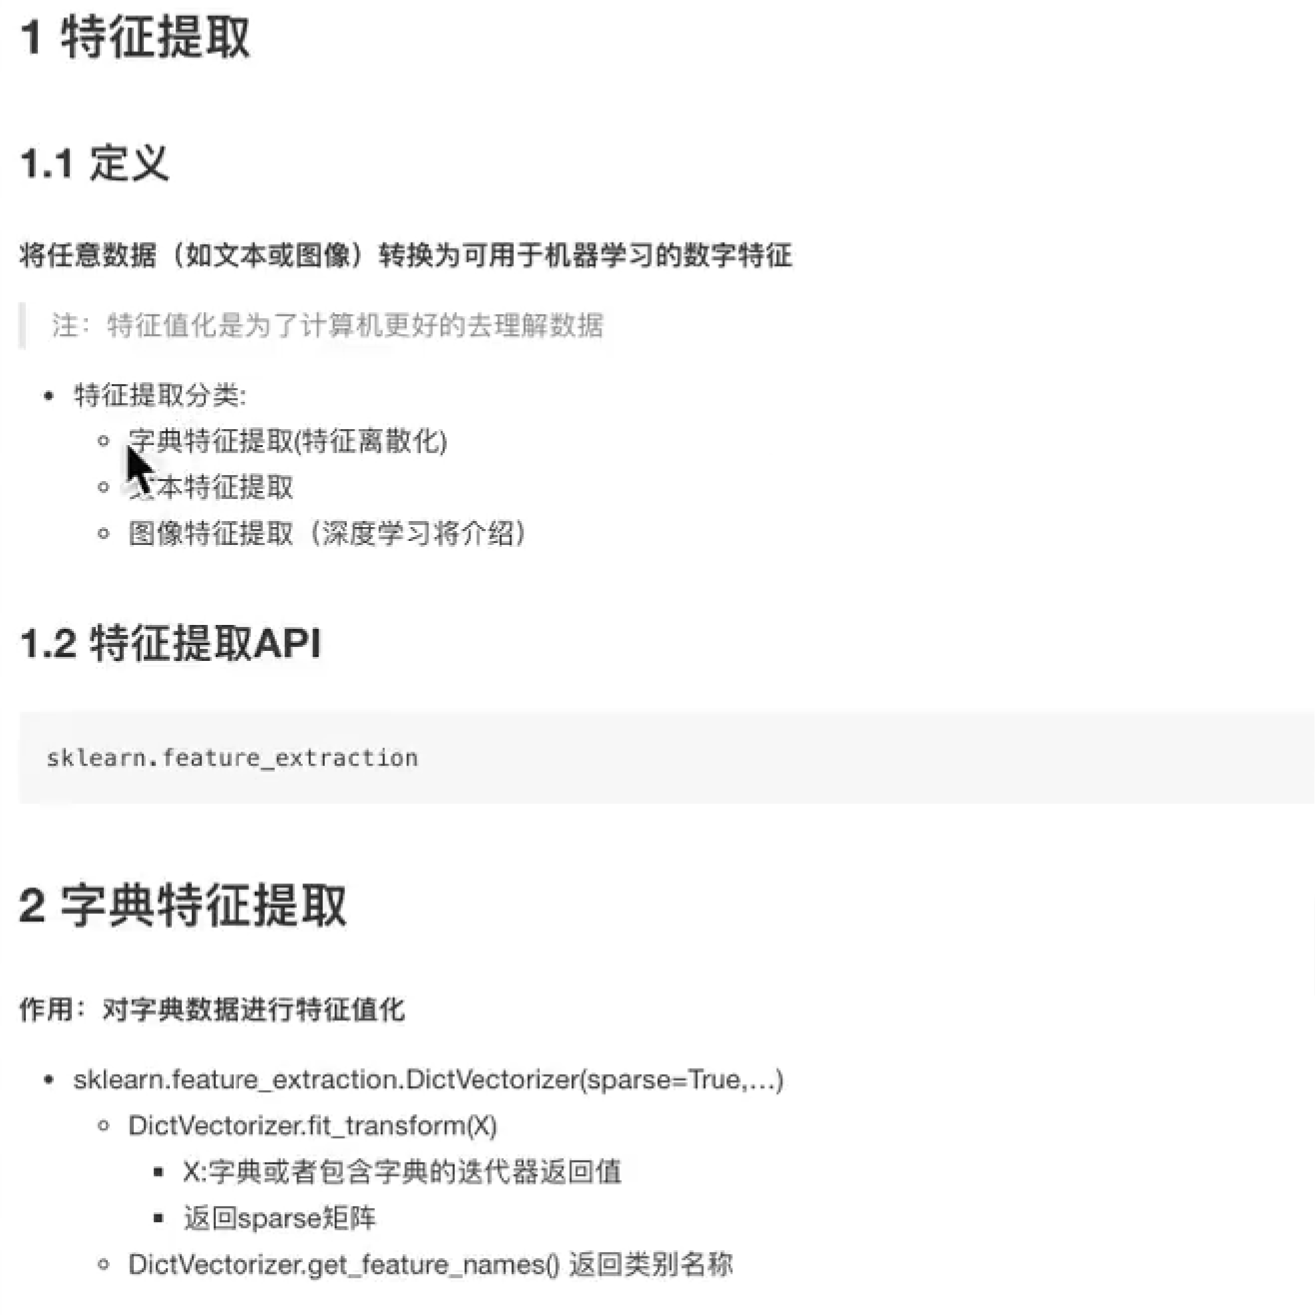 1 特征提取
1.1 定义
将任意数据（如文本或图像）转换为可用于机器学习的数字特征
注：特征值化是为了计算机更好的去理解数据
特征提取分类:
字典特征提取(特征离散化)
本特征提取
图像特征提取（深度学习将介绍）
1.2 特征提取API
sklearn.feature_extraction
2 字典特征提取
作用：对字典数据进行特征值化
sklearn.feature_extraction.DictVectorizer(sparse=True,…)
DictVectorizer.fit_transform(X)
X:字典或者包含字典的迭代器返回值
返回sparse矩阵
DictVectorizer.get_feature_names() 返回类别名称